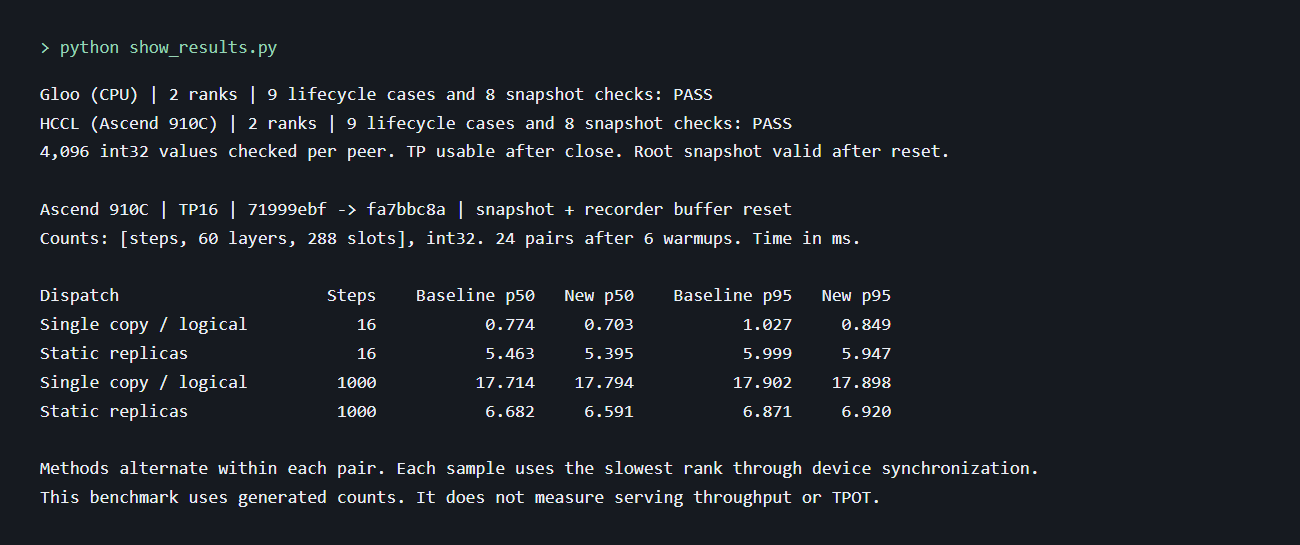 > python show_results.py
Gloo (CPU) | 2 ranks | 9 lifecycle cases and 8 snapshot checks: PASS
HCCL (Ascend 910C) | 2 ranks | 9 lifecycle cases and 8 snapshot checks: PASS
4,096 int32 values checked per peer. TP usable after close. Root snapshot valid after reset.
Ascend 910C | TP16 | 71999ebf -> fa7bbc8a | snapshot + recorder buffer reset
Counts: [steps, 60 layers, 288 slots], int32. 24 pairs after 6 warmups. Time in ms.
Dispatch Steps Baseline p50 New p50 Baseline p95 New p95
Single copy / logical 16 0.774 0.703 1.027 0.849
Static replicas 16 5.463 5.395 5.999 5.947
Single copy / logical 1000 17.714 17.794 17.902 17.898
Static replicas 1000 6.682 6.591 6.871 6.920
Methods alternate within each pair. Each sample uses the slowest rank through device synchronization.
This benchmark uses generated counts. It does not measure serving throughput or TPOT.